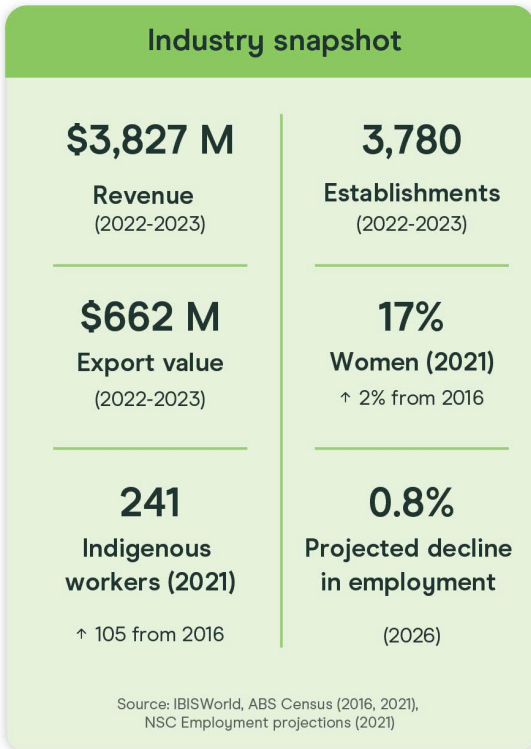 Industry snapshot
$3,827 M
Revenue
(2022-2023)
3,780
Establishments
(2022-2023)
$662 M
Export value
(2022-2023)
17%
Women (2021)
↑ 2% from 2016
241
Indigenous
workers (2021)
↑ 105 from 2016
0.8%
Projected decline
in employment
(2026)
Source: IBISWorld, ABS Census (2016, 2021),
NSC Employment projections (2021)